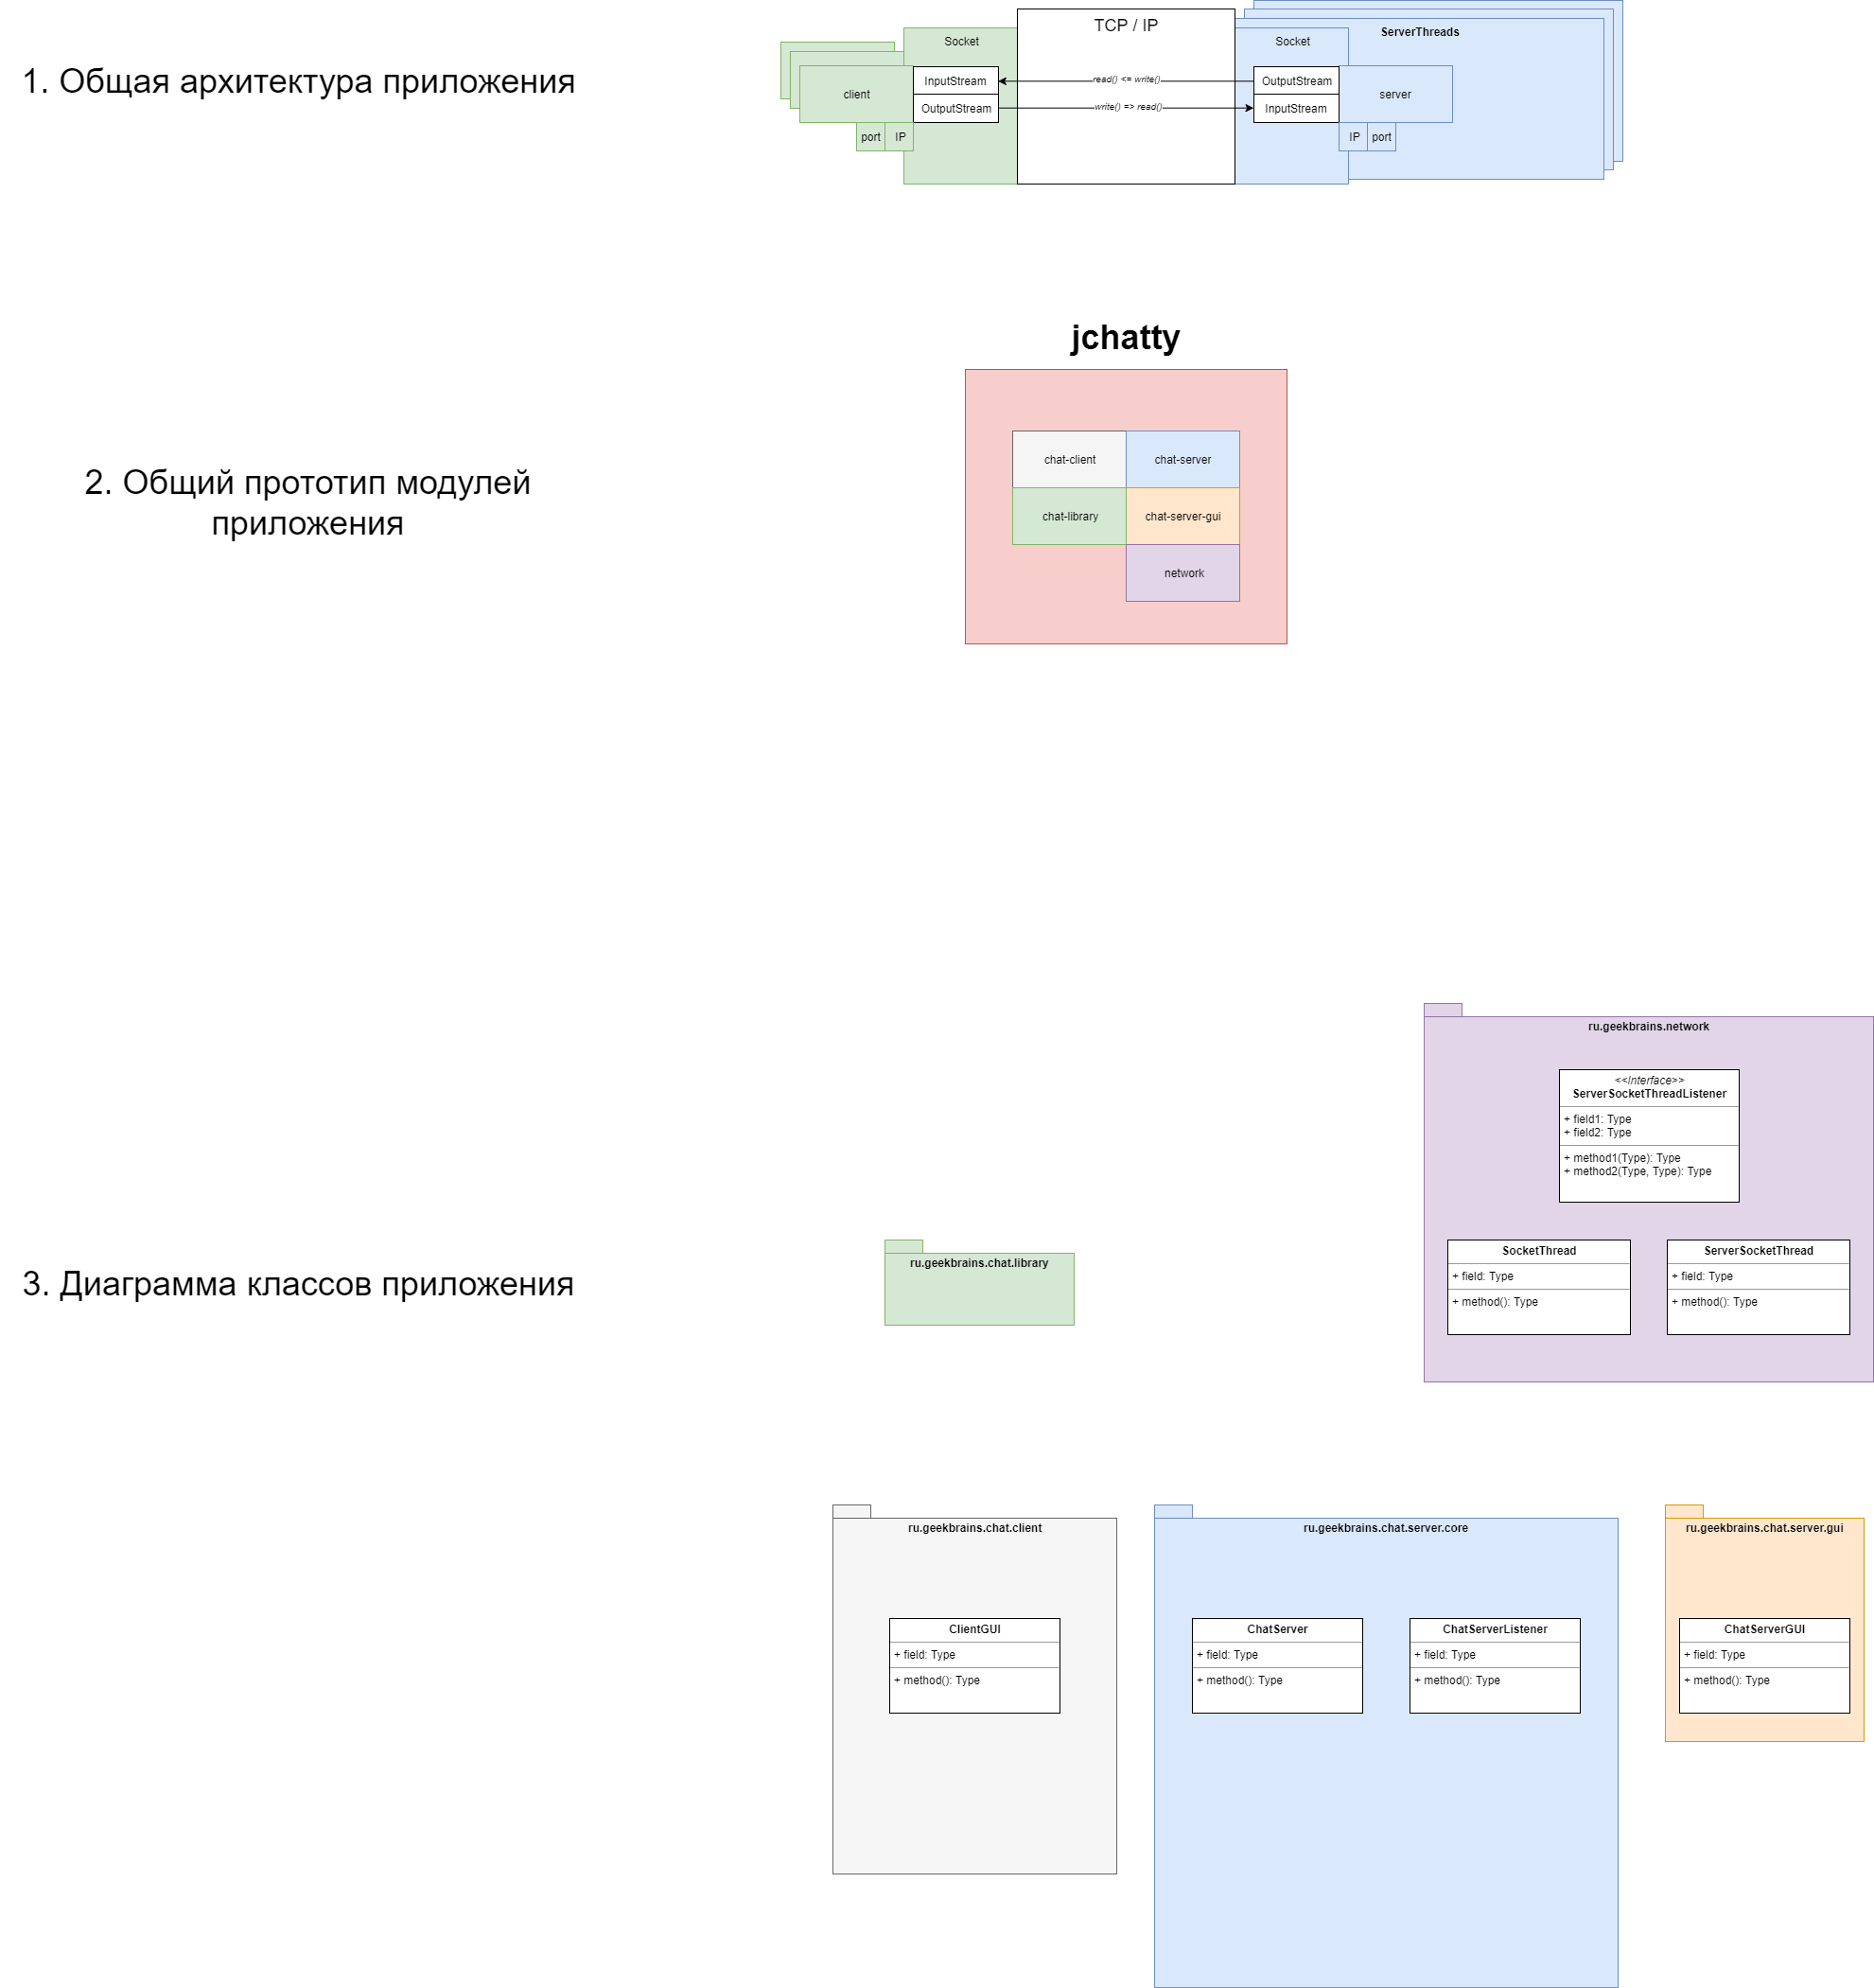 1. Общая архитектура приложения
TCP / IP
ServerThreads
Socket
Socket
client
InputStream
OutputStream
read() <= write()
write() => read()
OutputStream
InputStream
server
port
IP
IP
port
jchatty
2. Общий прототип модулей
приложения
chat-client
chat-server
chat-library
chat-server-gui
network
3. Диаграмма классов приложения
ru.geekbrains.network
<<Interface>>
ServerSocketThreadListener
+ field1: Type
+ field2: Type
+ method1(Type): Type
+ method2(Type, Type): Type
ru.geekbrains.chat.library
SocketThread
+ field: Type
+ method(): Type
ServerSocketThread
+ field: Type
+ method(): Type
ru.geekbrains.chat.client
ClientGUI
+ field: Type
+ method(): Type
ru.geekbrains.chat.server.core
ChatServer
+ field: Type
+ method(): Type
ChatServerListener
+ field: Type
+ method(): Type
ru.geekbrains.chat.server.gui
ChatServerGUI
+ field: Type
+ method(): Type